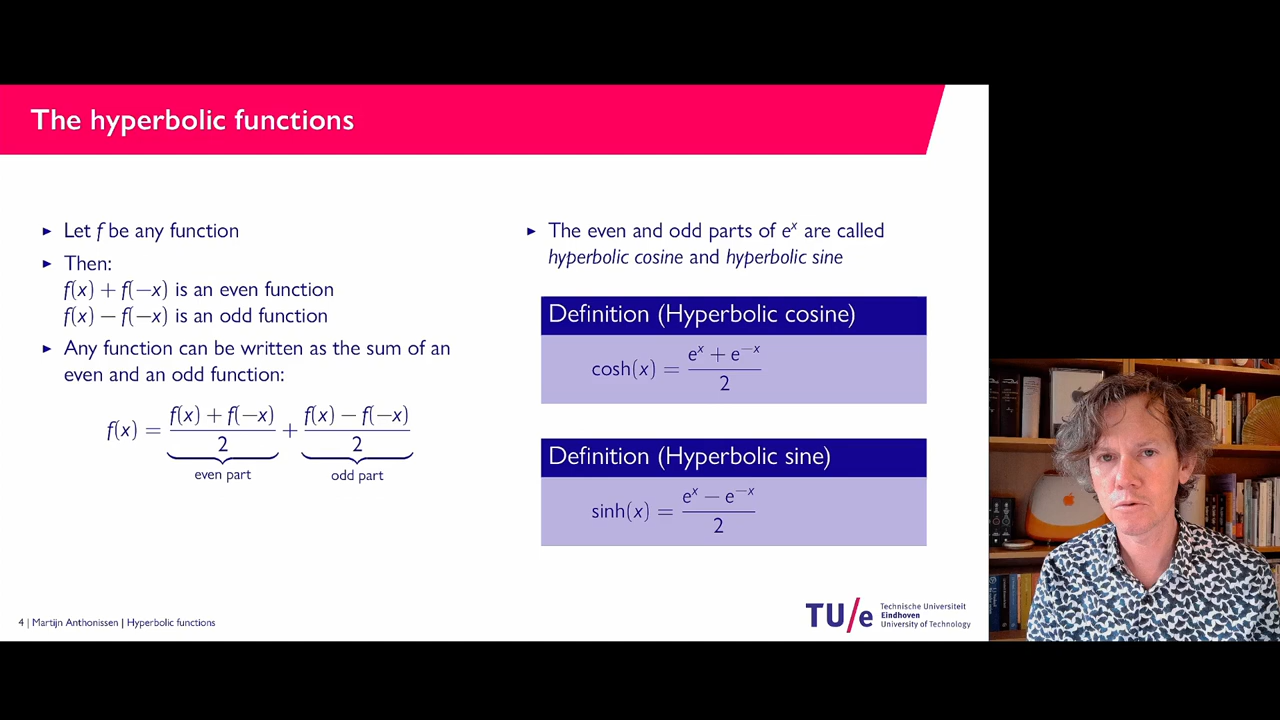 The hyperbolic functions
▸ Let f be any function
▸ Then:
f(x) + f(−x) is an even function
f(x) − f(−x) is an odd function
▸ Any function can be written as the sum of an
even and an odd function:
f(x) = (f(x) + f(−x))/2 + (f(x) − f(−x))/2
even part odd part
▸ The even and odd parts of eˣ are called
hyperbolic cosine and hyperbolic sine
Definition (Hyperbolic cosine)
cosh(x) = (eˣ + e⁻ˣ)/2
Definition (Hyperbolic sine)
sinh(x) = (eˣ − e⁻ˣ)/2
4 | Martijn Anthonissen | Hyperbolic functions
TU/e
Technische Universiteit
Eindhoven
University of Technology